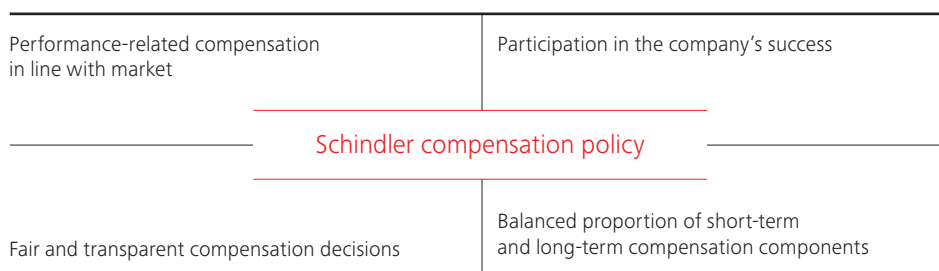 Performance-related compensation
in line with market
Participation in the company’s success
Schindler compensation policy
Fair and transparent compensation decisions
Balanced proportion of short-term
and long-term compensation components